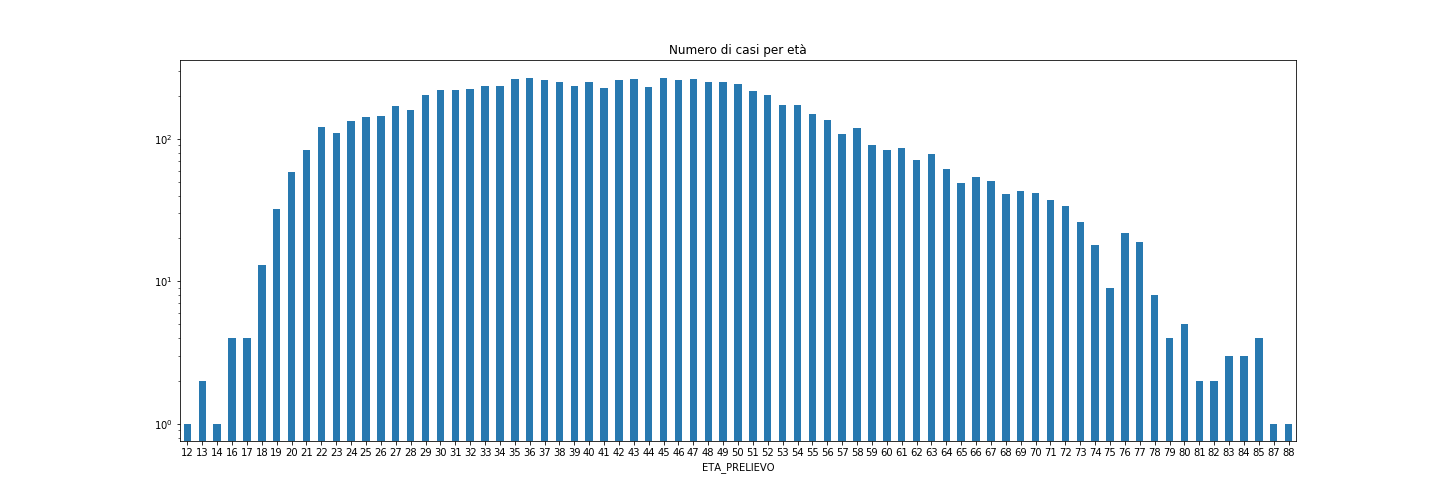 Numero di casi per età
10²
10¹
10⁰
12 13 14 16 17 18 19 20 21 22 23 24 25 26 27 28 29 30 31 32 33 34 35 36 37 38 39 40 41 42 43 44 45 46 47 48 49 50 51 52 53 54 55 56 57 58 59 60 61 62 63 64 65 66 67 68 69 70 71 72 73 74 75 76 77 78 79 80 81 82 83 84 85 87 88
ETA_PRELIEVO